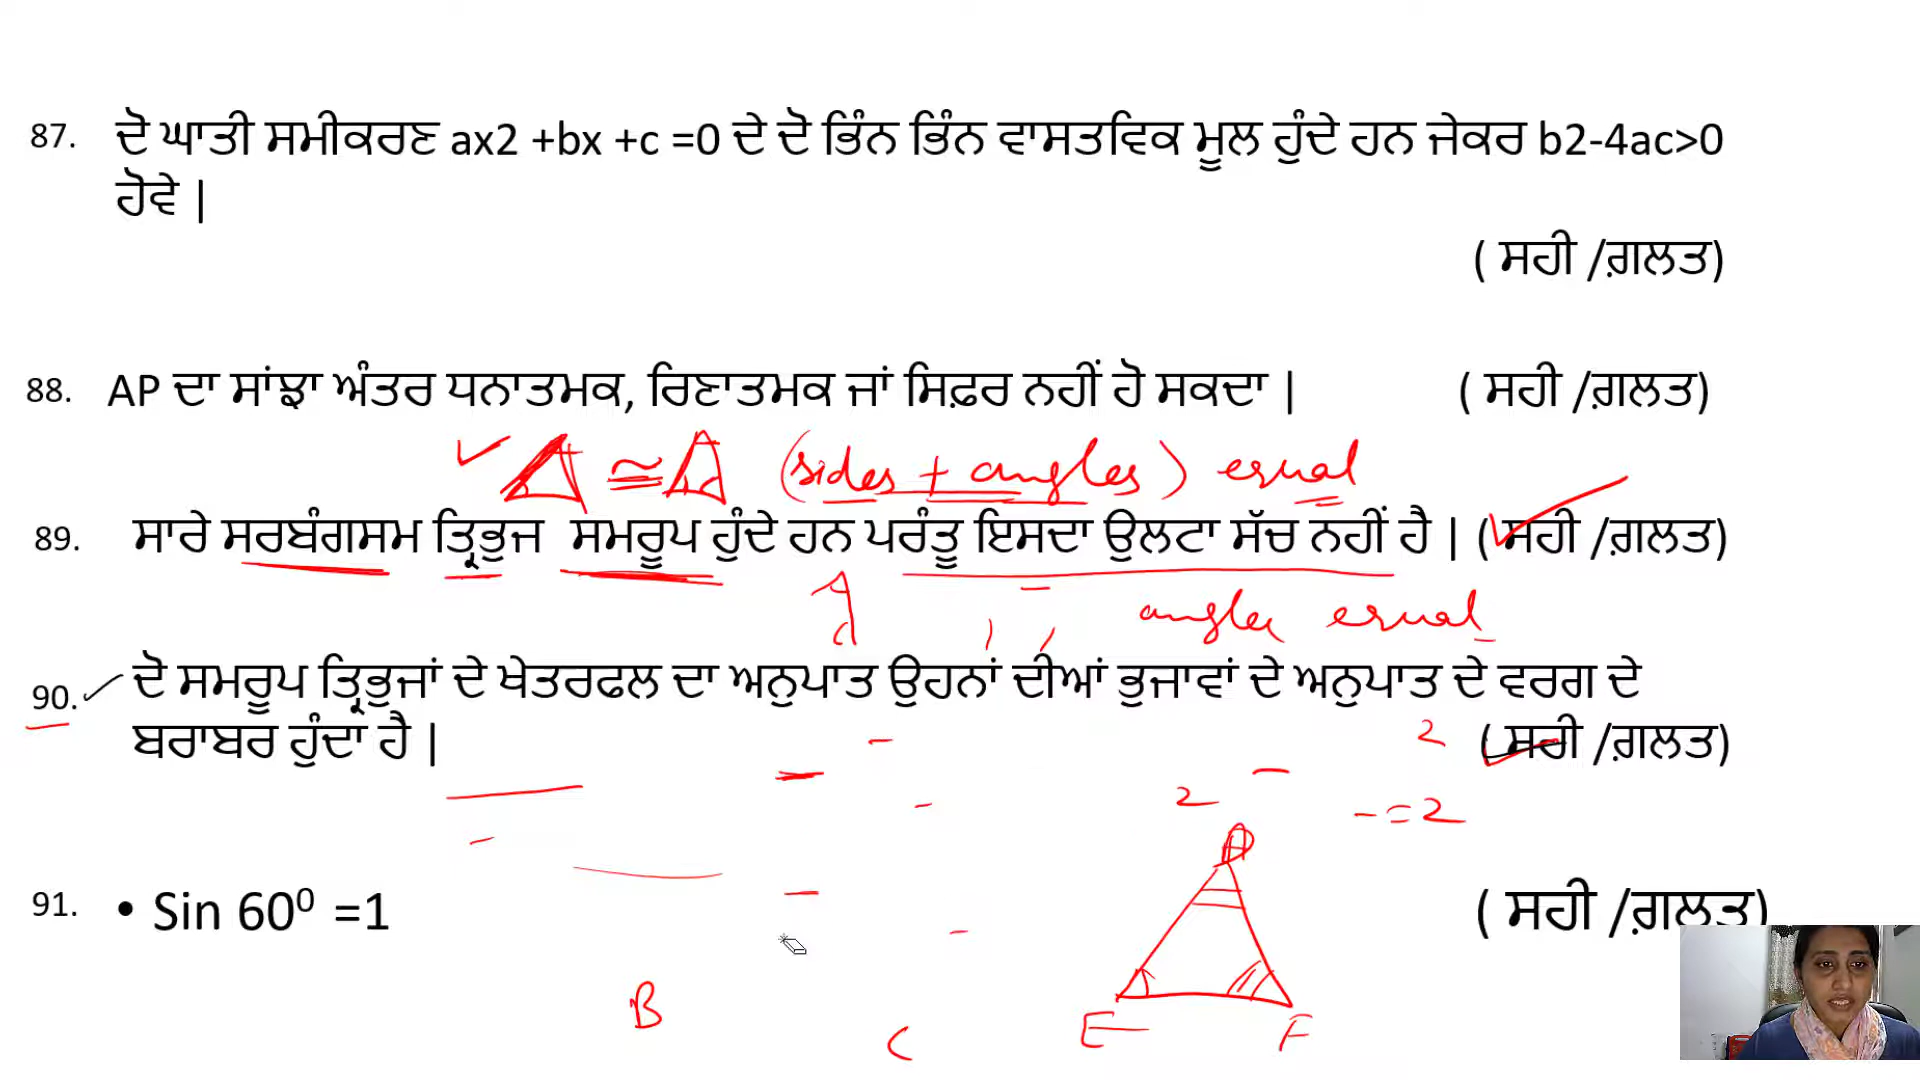 87. ਦੋ ਘਾਤੀ ਸਮੀਕਰਣ ax2 +bx +c =0 ਦੇ ਦੋ ਭਿੰਨ ਭਿੰਨ ਵਾਸਤਵਿਕ ਮੂਲ ਹੁੰਦੇ ਹਨ ਜੇਕਰ b2-4ac>0
ਹੋਵੇ |
( ਸਹੀ /ਗ਼ਲਤ)
88. AP ਦਾ ਸਾਂਝਾ ਅੰਤਰ ਧਨਾਤਮਕ, ਰਿਣਾਤਮਕ ਜਾਂ ਸਿਫ਼ਰ ਨਹੀਂ ਹੋ ਸਕਦਾ | ( ਸਹੀ /ਗ਼ਲਤ)
≅ (sides + angles) equal
89. ਸਾਰੇ ਸਰਬੰਗਸਮ ਤ੍ਰਿਭੁਜ ਸਮਰੂਪ ਹੁੰਦੇ ਹਨ ਪਰੰਤੂ ਇਸਦਾ ਉਲਟਾ ਸੱਚ ਨਹੀਂ ਹੈ | ( ਸਹੀ /ਗ਼ਲਤ)
angles equal
90. ਦੋ ਸਮਰੂਪ ਤ੍ਰਿਭੁਜਾਂ ਦੇ ਖੇਤਰਫਲ ਦਾ ਅਨੁਪਾਤ ਉਹਨਾਂ ਦੀਆਂ ਭੁਜਾਵਾਂ ਦੇ ਅਨੁਪਾਤ ਦੇ ਵਰਗ ਦੇ
ਬਰਾਬਰ ਹੁੰਦਾ ਹੈ | 2 ( ਸਹੀ /ਗ਼ਲਤ)
2 =2
91. • Sin 60⁰ =1 ( ਸਹੀ /ਗ਼ਲਤ)
B
C E F